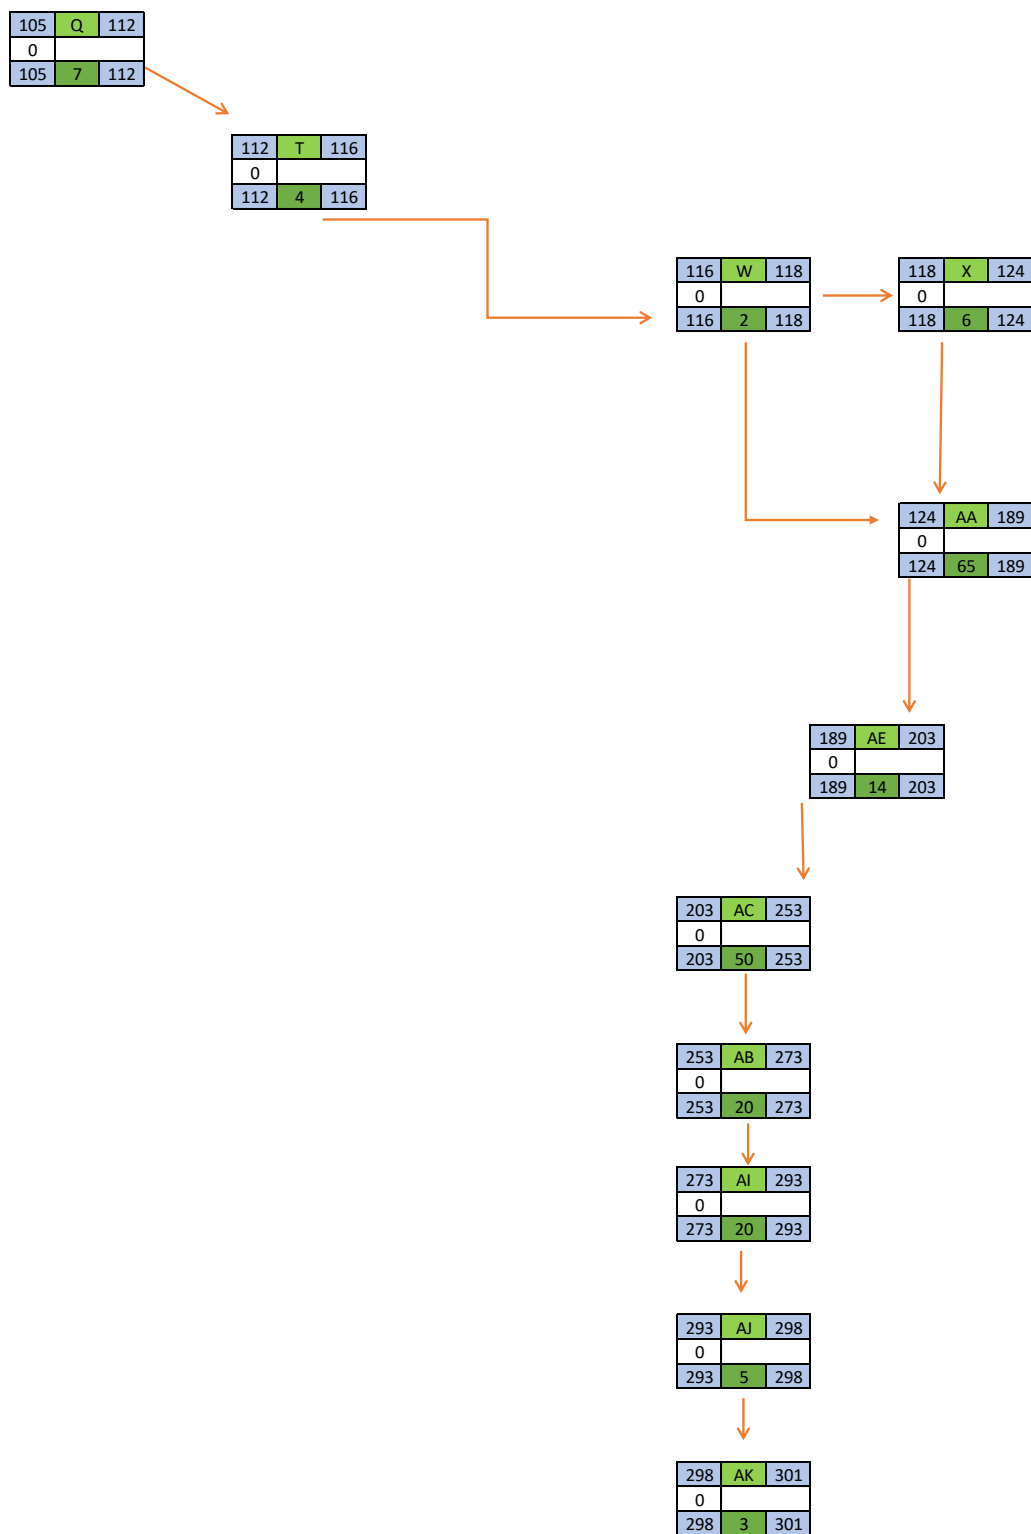 105 Q 112
0
105 7 112
112 T 116
0
112 4 116
116 W 118
0
116 2 118
118 X 124
0
118 6 124
124 AA 189
0
124 65 189
189 AE 203
0
189 14 203
203 AC 253
0
203 50 253
253 AB 273
0
253 20 273
273 AI 293
0
273 20 293
293 AJ 298
0
293 5 298
298 AK 301
0
298 3 301